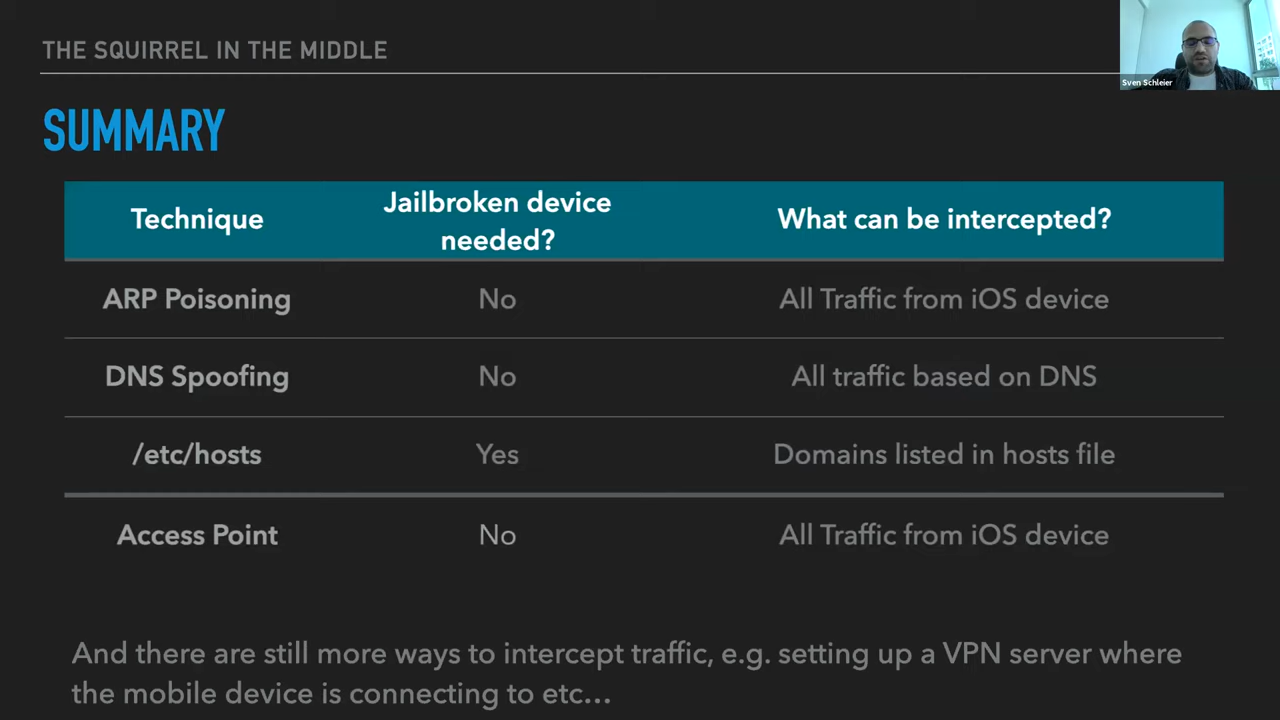 THE SQUIRREL IN THE MIDDLE
Sven Schleier
SUMMARY
Technique
Jailbroken device
needed?
What can be intercepted?
ARP Poisoning
No
All Traffic from iOS device
DNS Spoofing
No
All traffic based on DNS
/etc/hosts
Yes
Domains listed in hosts file
Access Point
No
All Traffic from iOS device
And there are still more ways to intercept traffic, e.g. setting up a VPN server where
the mobile device is connecting to etc…